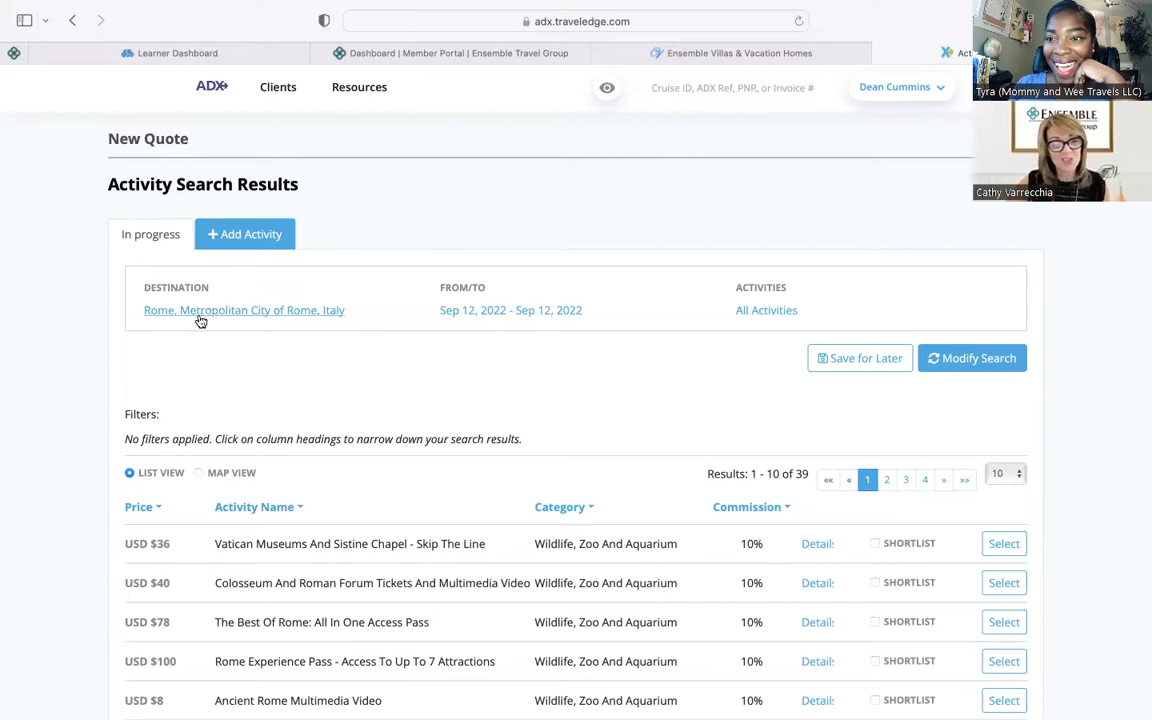 adx.traveledge.com
Learner Dashboard
Dashboard | Member Portal | Ensemble Travel Group
Ensemble Villas & Vacation Homes
Act
Tyra (Mommy and Wee Travels LLC)
ADX
Clients
Resources
Cruise ID, ADX Ref, PNR, or Invoice #
Dean Cummins
ENSEMBLE
Cathy Varrecchia
New Quote
Activity Search Results
In progress
+ Add Activity
DESTINATION
FROM/TO
ACTIVITIES
Rome, Metropolitan City of Rome, Italy
Sep 12, 2022 - Sep 12, 2022
All Activities
Save for Later
Modify Search
Filters:
No filters applied. Click on column headings to narrow down your search results.
LIST VIEW
MAP VIEW
Results: 1 - 10 of 39
«« « 1 2 3 4 » »»
10
Price
Activity Name
Category
Commission
USD $36 Vatican Museums And Sistine Chapel - Skip The Line Wildlife, Zoo And Aquarium 10% Details SHORTLIST Select
USD $40 Colosseum And Roman Forum Tickets And Multimedia Video Wildlife, Zoo And Aquarium 10% Details SHORTLIST Select
USD $78 The Best Of Rome: All In One Access Pass Wildlife, Zoo And Aquarium 10% Details SHORTLIST Select
USD $100 Rome Experience Pass - Access To Up To 7 Attractions Wildlife, Zoo And Aquarium 10% Details SHORTLIST Select
USD $8 Ancient Rome Multimedia Video Wildlife, Zoo And Aquarium 10% Details SHORTLIST Select